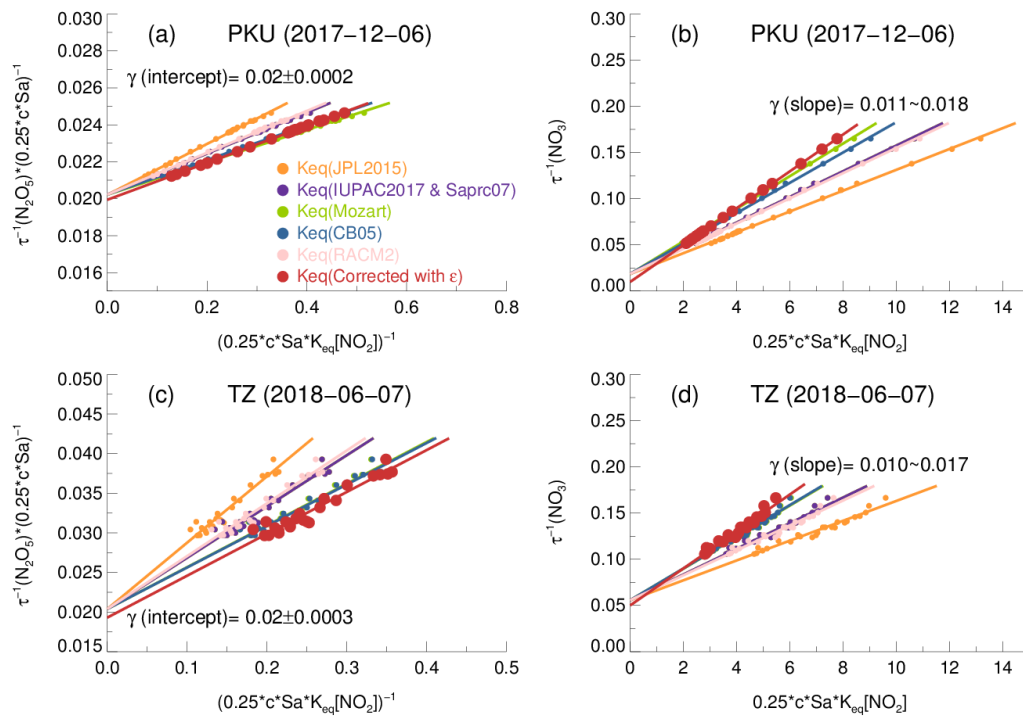 (a) PKU (2017−12−06)
γ (intercept)= 0.02±0.0002
0.030
0.028
0.026
0.024
0.022
0.020
0.018
0.016
τ⁻¹(N₂O₅)*(0.25*c*Sa)⁻¹
Keq(JPL2015)
Keq(IUPAC2017 & Saprc07)
Keq(Mozart)
Keq(CB05)
Keq(RACM2)
Keq(Corrected with ε)
0.0 0.2 0.4 0.6 0.8
(0.25*c*Sa*Keq[NO₂])⁻¹
(b) PKU (2017−12−06)
γ (slope)= 0.011~0.018
0.30
0.25
0.20
0.15
0.10
0.05
0.00
τ⁻¹(NO₃)
0 2 4 6 8 10 12 14
0.25*c*Sa*Keq[NO₂]
(c) TZ (2018−06−07)
0.050
0.045
0.040
0.035
0.030
0.025
0.020
0.015
τ⁻¹(N₂O₅)*(0.25*c*Sa)⁻¹
γ (intercept)= 0.02±0.0003
0.0 0.1 0.2 0.3 0.4 0.5
(0.25*c*Sa*Keq[NO₂])⁻¹
(d) TZ (2018−06−07)
γ (slope)= 0.010~0.017
0.30
0.25
0.20
0.15
0.10
0.05
0.00
τ⁻¹(NO₃)
0 2 4 6 8 10 12 14
0.25*c*Sa*Keq[NO₂]